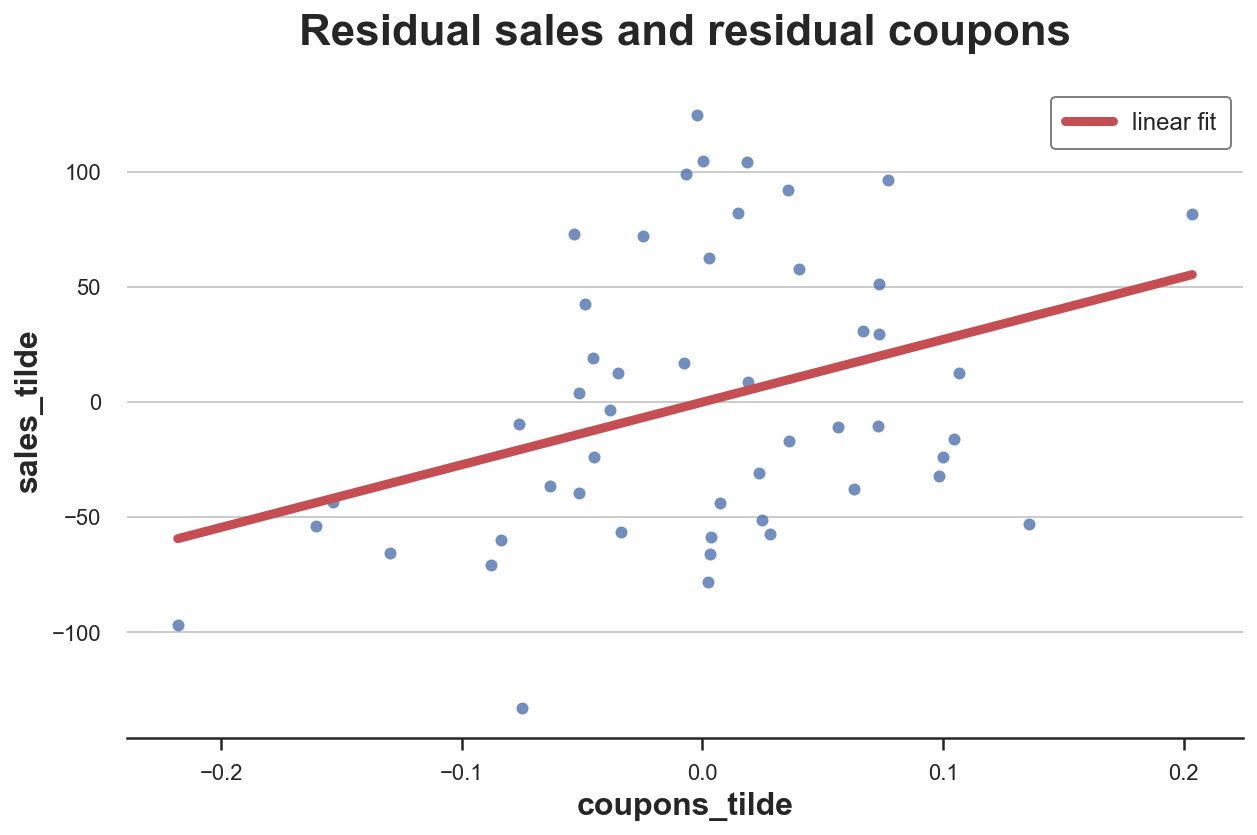 Residual sales and residual coupons
linear fit
100
50
0
−50
−100
sales_tilde
−0.2
−0.1
0.0
0.1
0.2
coupons_tilde